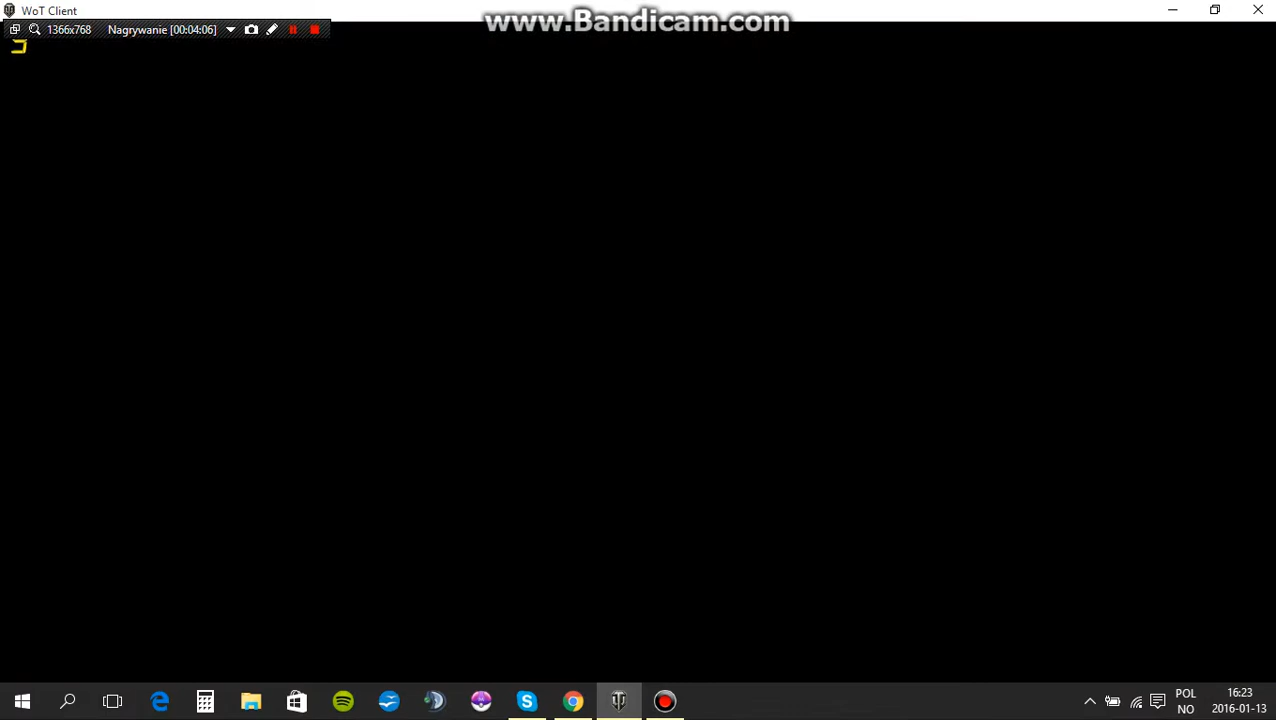 WoT Client
www.Bandicam.com
1366x768 Nagrywanie [00:04:06]
POL
NO
16:23
2016-01-13